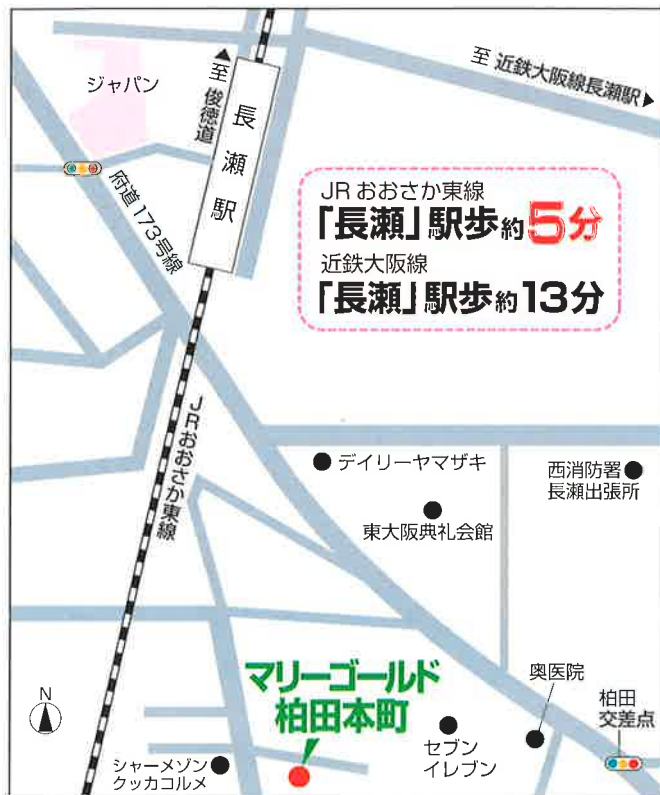 至 近鉄大阪線長瀬駅▶
ジャパン
▲至 俊徳道
長瀬駅
府道173号線
JRおおさか東線
「長瀬」駅歩約5分
近鉄大阪線
「長瀬」駅歩約13分
JRおおさか東線
デイリーヤマザキ
西消防署
長瀬出張所
東大阪典礼会館
マリーゴールド
柏田本町
奥医院
柏田
交差点
N
セブン
イレブン
シャーメゾン
クッカコルメ